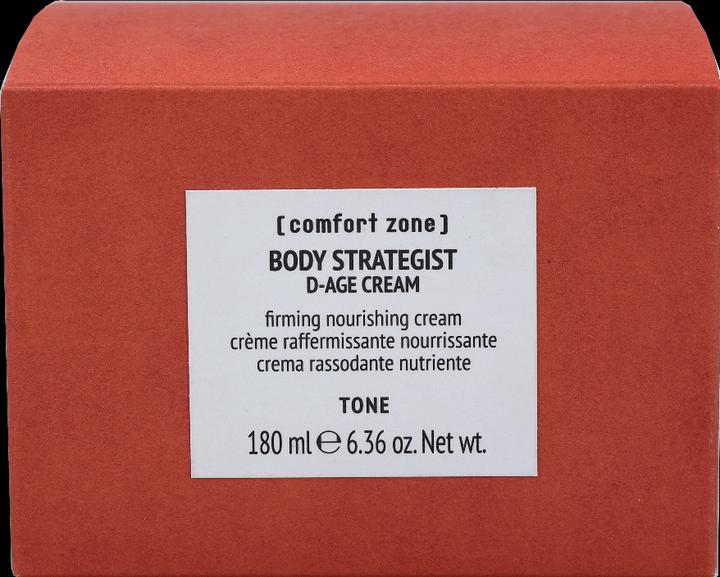 [comfort zone]
BODY STRATEGIST
D-AGE CREAM
firming nourishing cream
crème raffermissante nourrissante
crema rassodante nutriente
TONE
180 ml ℮ 6.36 oz. Net wt.